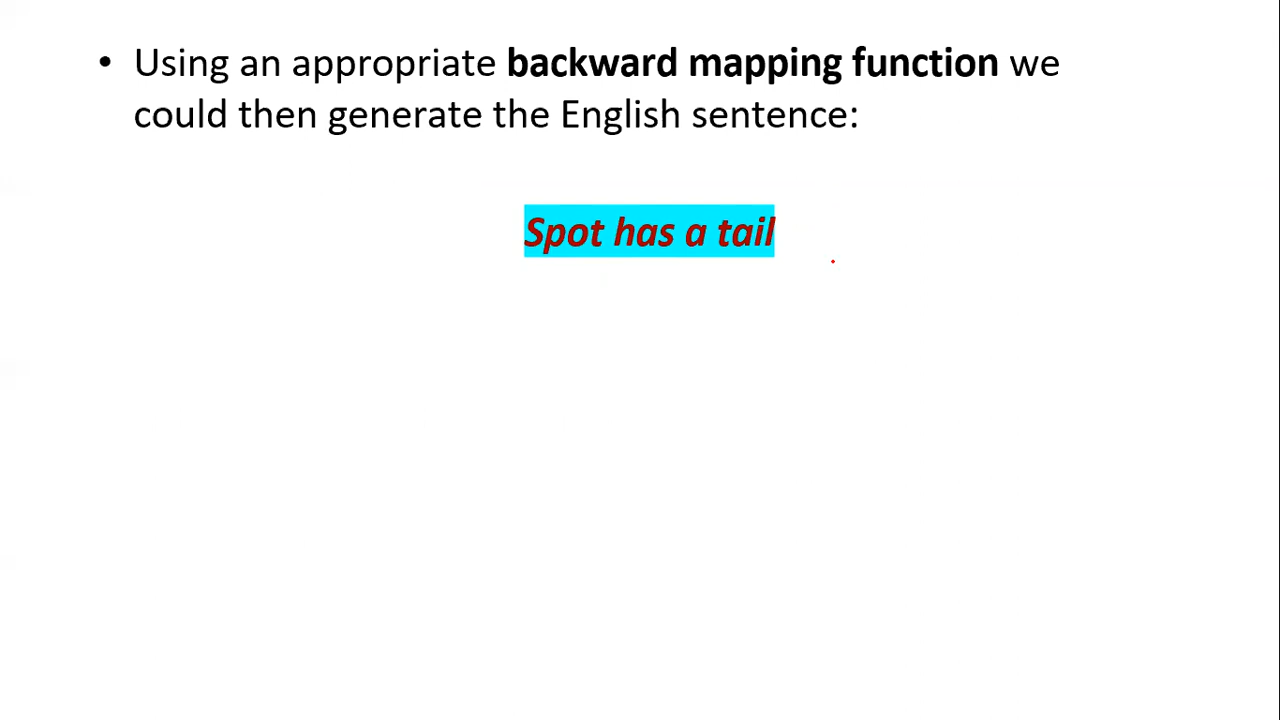 • Using an appropriate backward mapping function we
could then generate the English sentence:
Spot has a tail